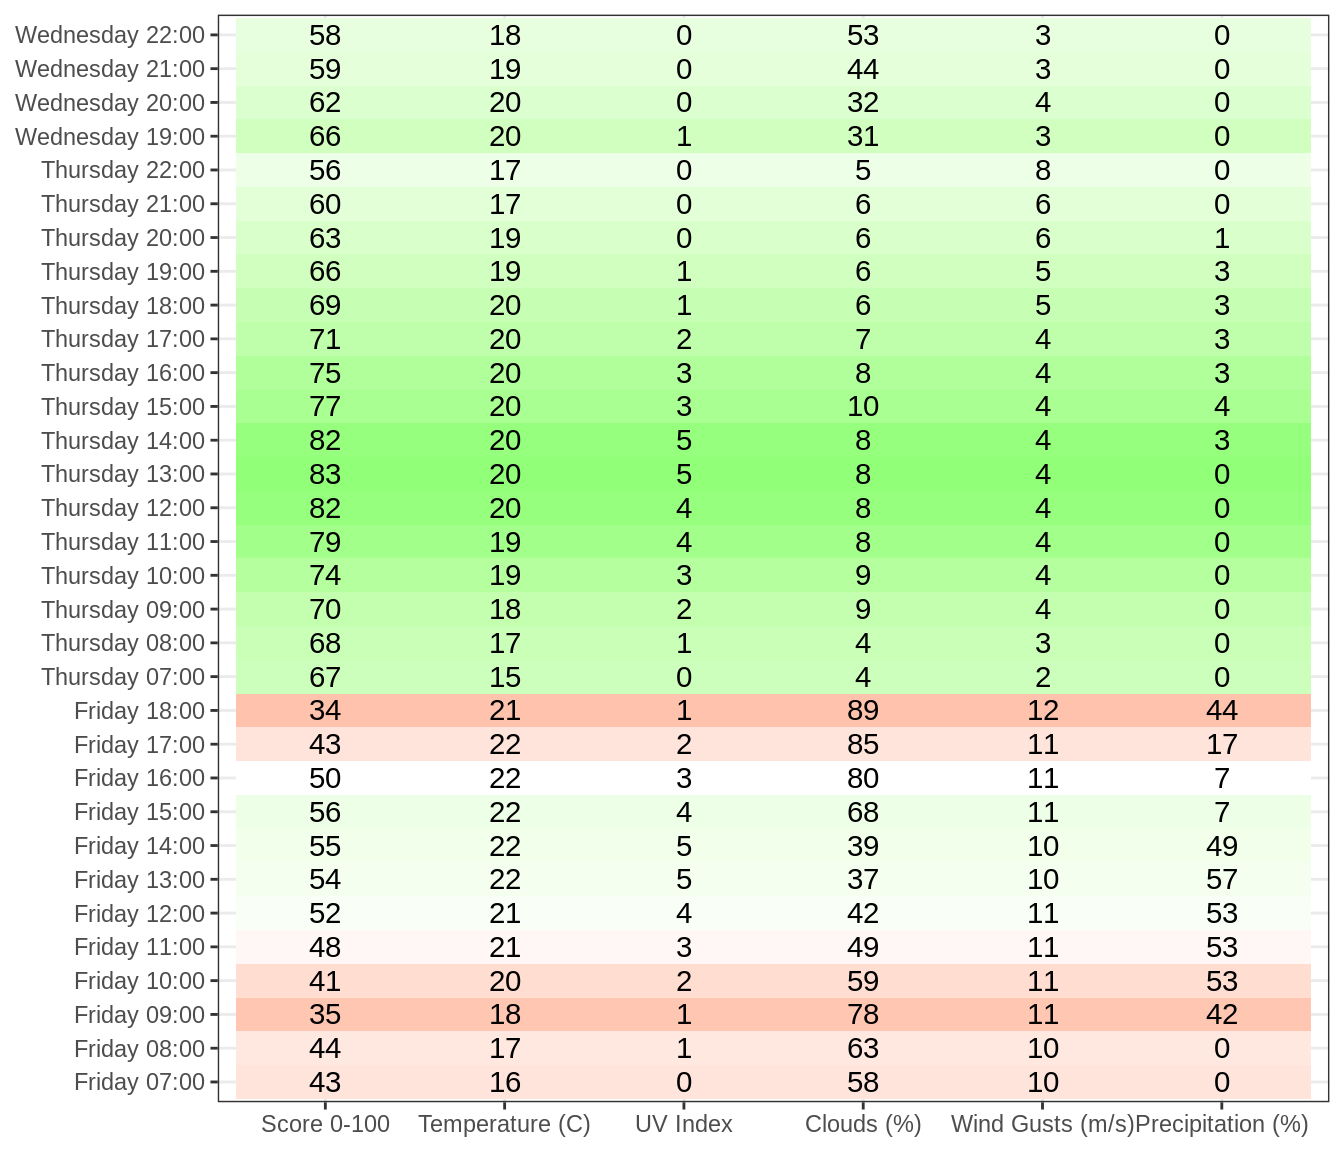 Wednesday 22:00 58 18 0 53 3 0
Wednesday 21:00 59 19 0 44 3 0
Wednesday 20:00 62 20 0 32 4 0
Wednesday 19:00 66 20 1 31 3 0
Thursday 22:00 56 17 0 5 8 0
Thursday 21:00 60 17 0 6 6 0
Thursday 20:00 63 19 0 6 6 1
Thursday 19:00 66 19 1 6 5 3
Thursday 18:00 69 20 1 6 5 3
Thursday 17:00 71 20 2 7 4 3
Thursday 16:00 75 20 3 8 4 3
Thursday 15:00 77 20 3 10 4 4
Thursday 14:00 82 20 5 8 4 3
Thursday 13:00 83 20 5 8 4 0
Thursday 12:00 82 20 4 8 4 0
Thursday 11:00 79 19 4 8 4 0
Thursday 10:00 74 19 3 9 4 0
Thursday 09:00 70 18 2 9 4 0
Thursday 08:00 68 17 1 4 3 0
Thursday 07:00 67 15 0 4 2 0
Friday 18:00 34 21 1 89 12 44
Friday 17:00 43 22 2 85 11 17
Friday 16:00 50 22 3 80 11 7
Friday 15:00 56 22 4 68 11 7
Friday 14:00 55 22 5 39 10 49
Friday 13:00 54 22 5 37 10 57
Friday 12:00 52 21 4 42 11 53
Friday 11:00 48 21 3 49 11 53
Friday 10:00 41 20 2 59 11 53
Friday 09:00 35 18 1 78 11 42
Friday 08:00 44 17 1 63 10 0
Friday 07:00 43 16 0 58 10 0
Score 0-100 Temperature (C) UV Index Clouds (%) Wind Gusts (m/s) Precipitation (%)